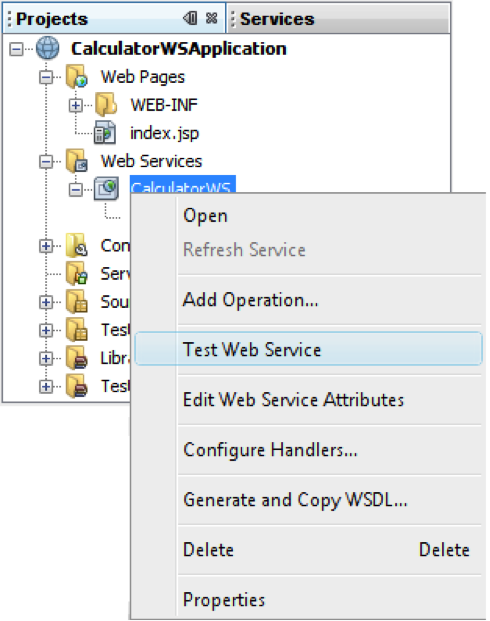 Projects
Services
CalculatorWSApplication
Web Pages
WEB-INF
index.jsp
Web Services
CalculatorWS
Open
Refresh Service
Add Operation...
Test Web Service
Edit Web Service Attributes
Configure Handlers...
Generate and Copy WSDL...
Delete Delete
Properties
Con
Serv
Sou
Test
Libr
Test